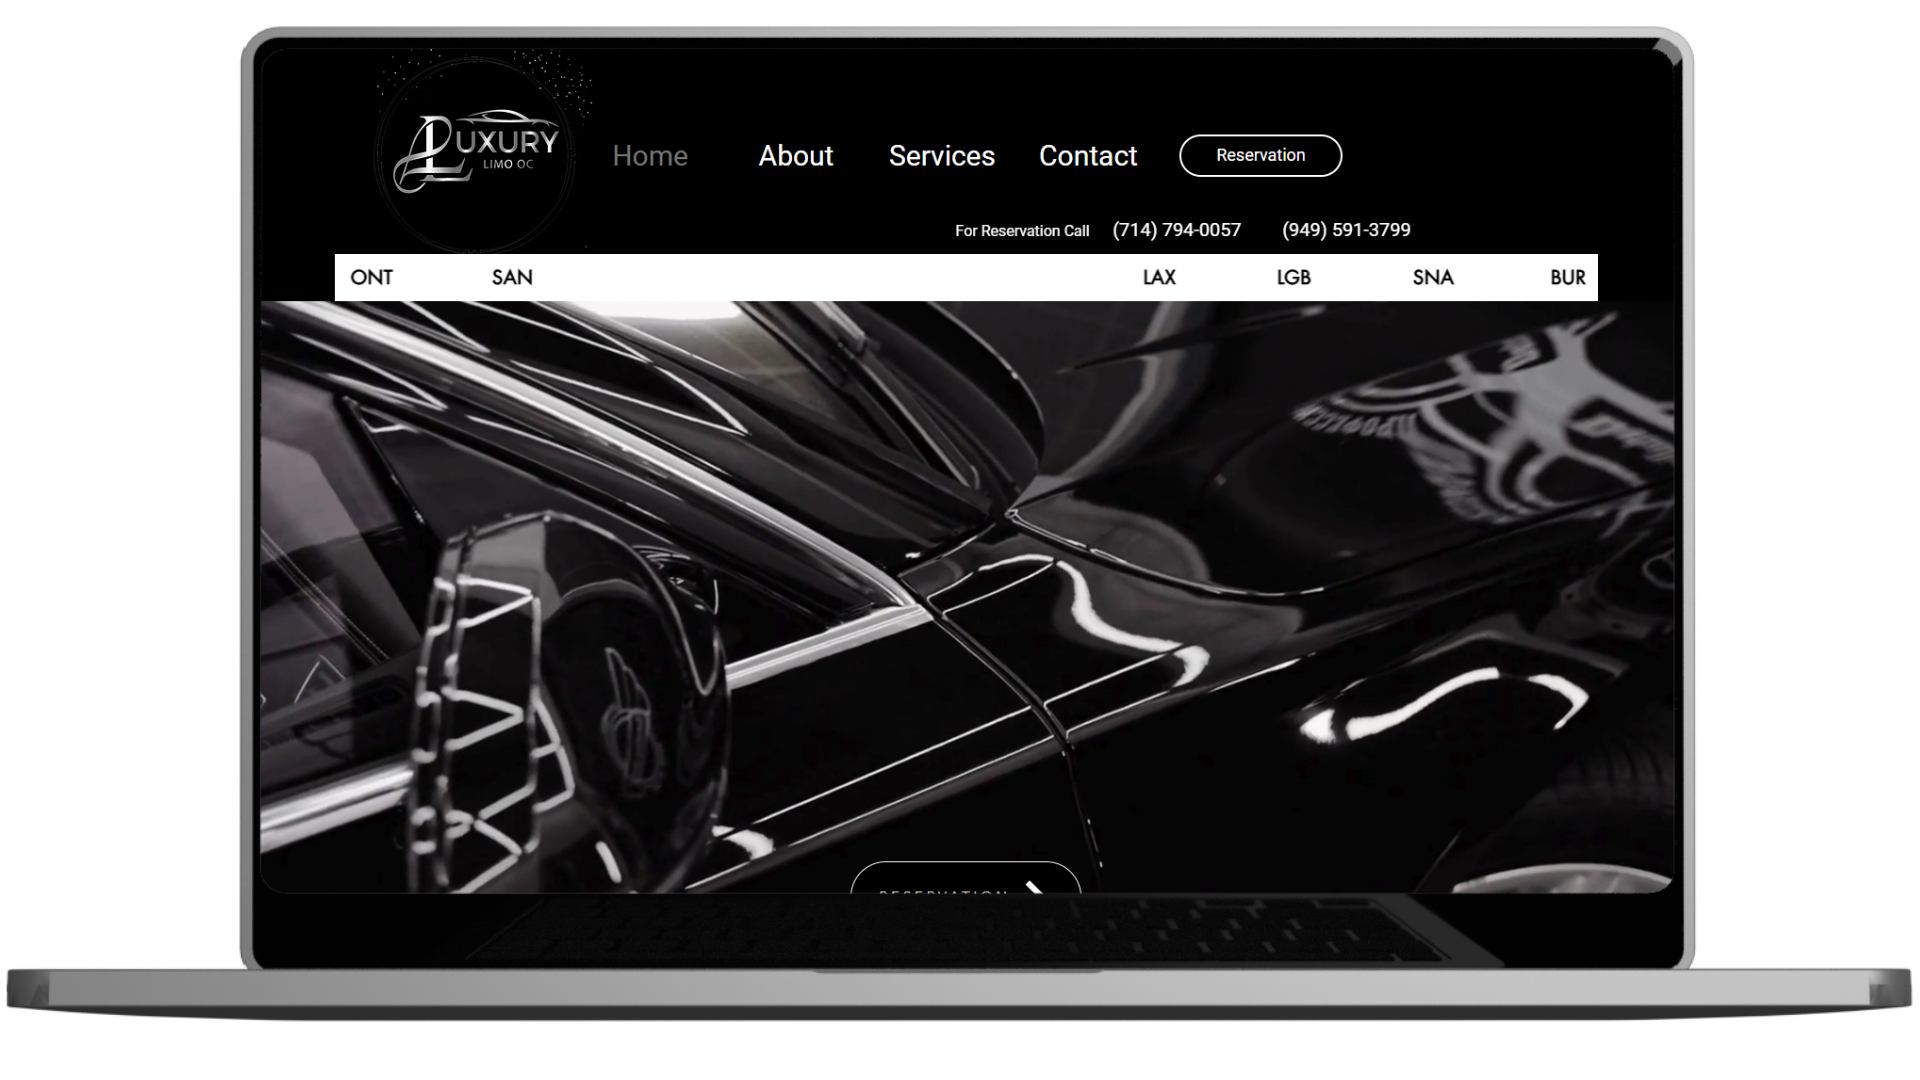 LUXURY
LIMO OC
Home About Services Contact Reservation
For Reservation Call (714) 794-0057 (949) 591-3799
ONT SAN LAX LGB SNA BUR
RESERVATION